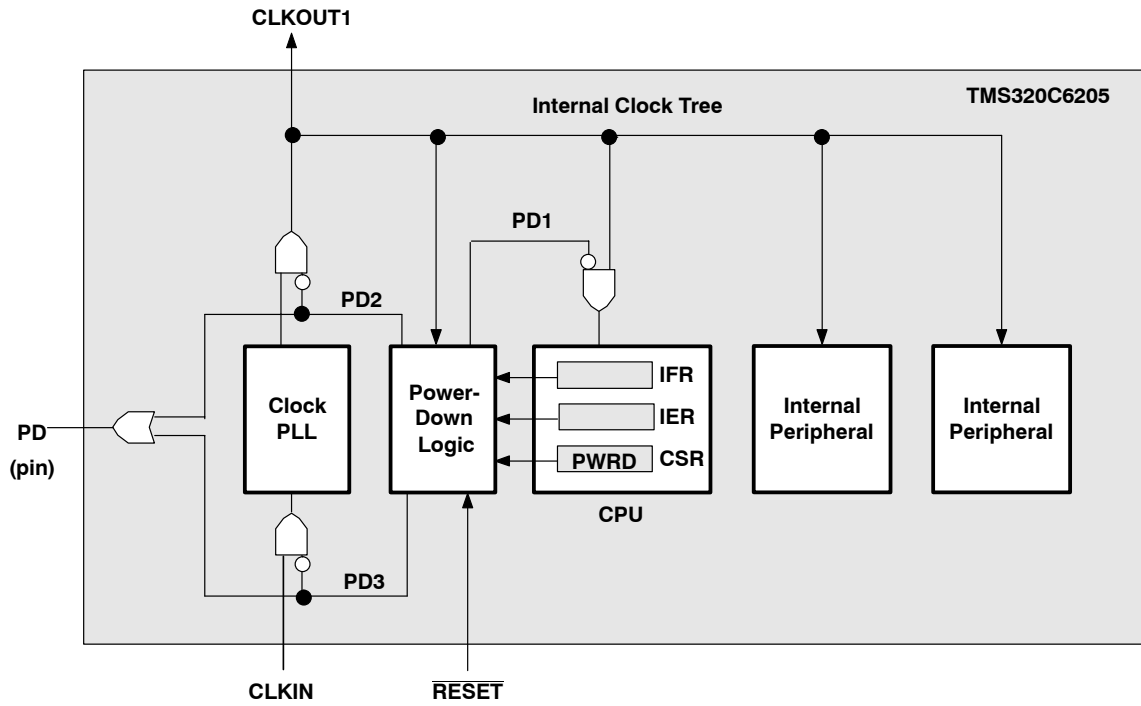 CLKOUT1
TMS320C6205
Internal Clock Tree
PD1
PD2
Clock
PLL
Power-
Down
Logic
IFR
IER
PWRD CSR
CPU
Internal
Peripheral
Internal
Peripheral
PD
(pin)
PD3
CLKIN
RESET